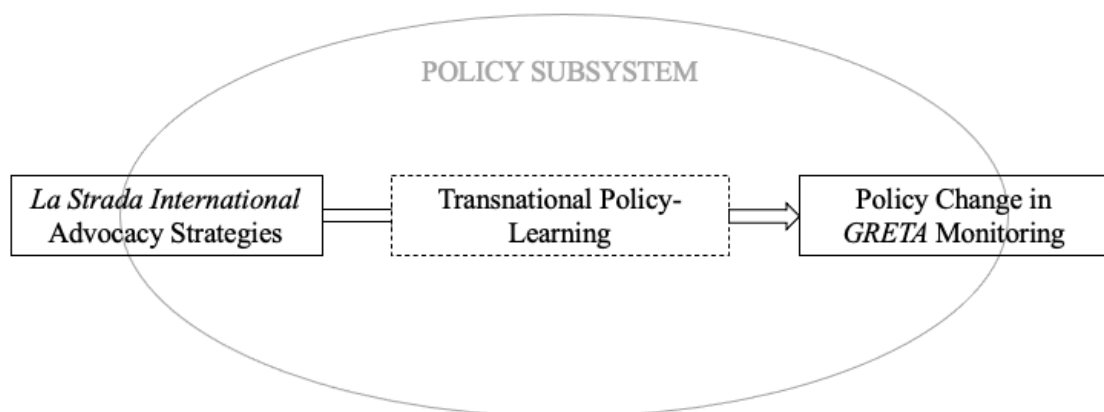 POLICY SUBSYSTEM
La Strada International
Advocacy Strategies
Transnational Policy-
Learning
Policy Change in
GRETA Monitoring